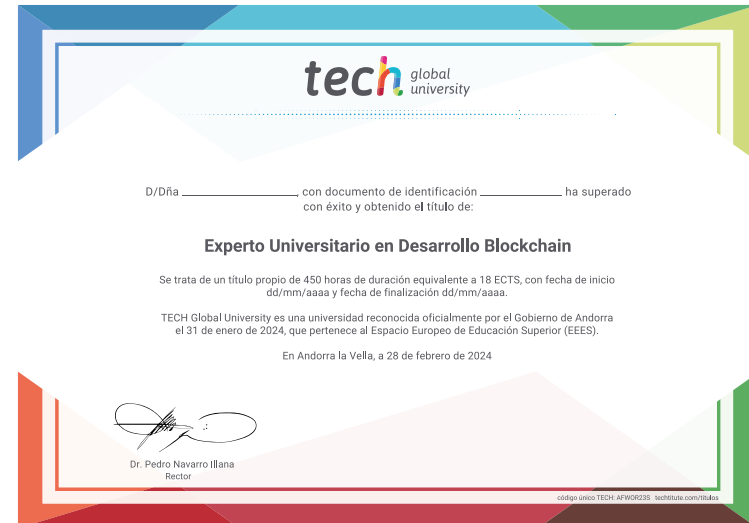 tech global university
D/Dña ______________________, con documento de identificación ______________ ha superado
con éxito y obtenido el título de:
Experto Universitario en Desarrollo Blockchain
Se trata de un título propio de 450 horas de duración equivalente a 18 ECTS, con fecha de inicio
dd/mm/aaaa y fecha de finalización dd/mm/aaaa.
TECH Global University es una universidad reconocida oficialmente por el Gobierno de Andorra
el 31 de enero de 2024, que pertenece al Espacio Europeo de Educación Superior (EEES).
En Andorra la Vella, a 28 de febrero de 2024
Dr. Pedro Navarro Illana
Rector
código único TECH: AFWOR23S techtitute.com/titulos